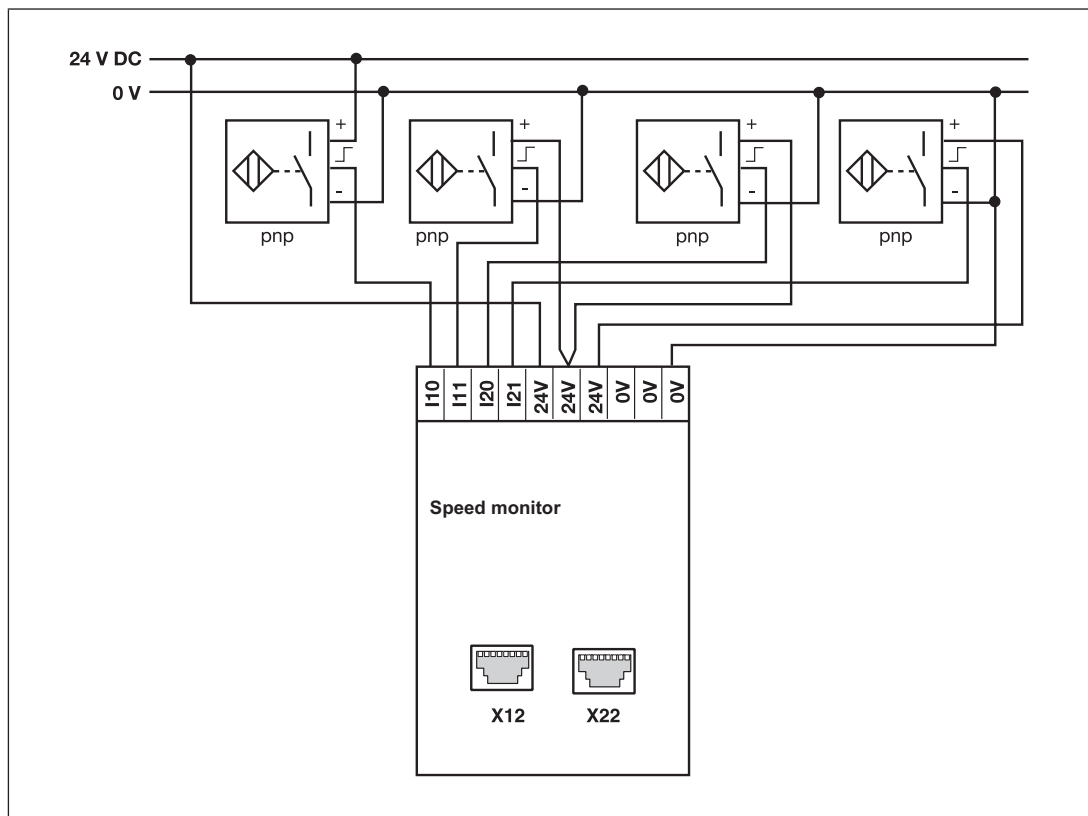 24 V DC
0 V
+
-
pnp
+
-
pnp
+
-
pnp
+
-
pnp
I10
I11
I20
I21
24V
24V
24V
0V
0V
0V
Speed monitor
X12
X22